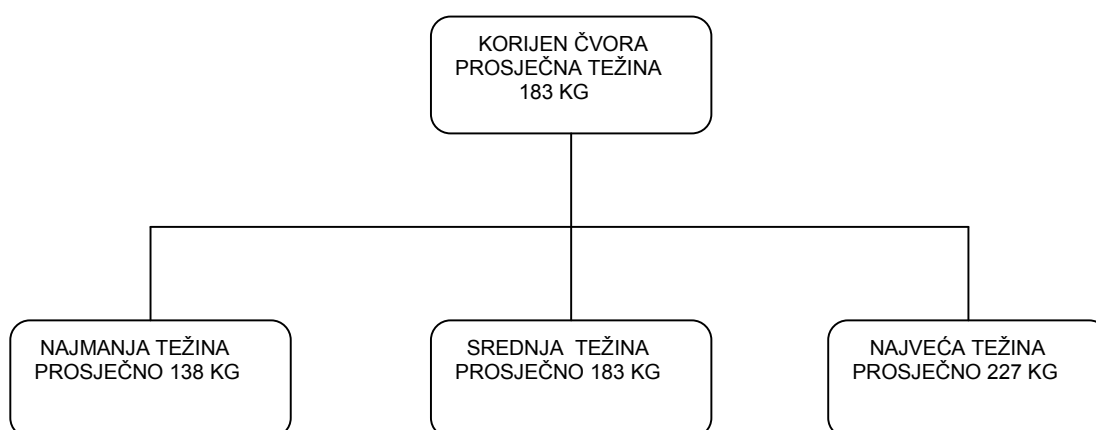 KORIJEN ČVORA
PROSJEČNA TEŽINA
183 KG
NAJMANJA TEŽINA
PROSJEČNO 138 KG
SREDNJA TEŽINA
PROSJEČNO 183 KG
NAJVEĆA TEŽINA
PROSJEČNO 227 KG